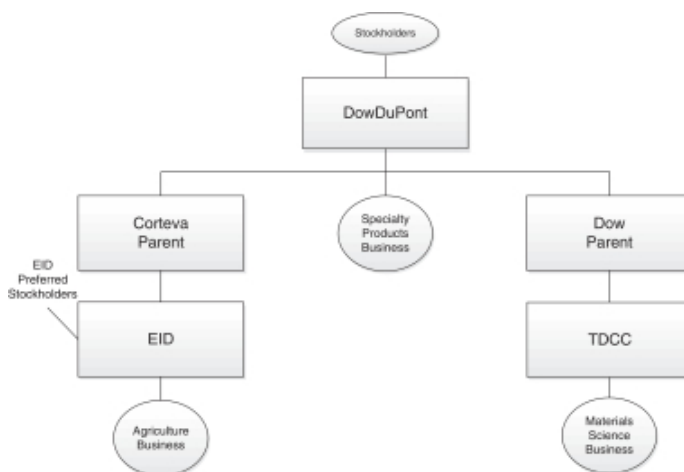 Stockholders
DowDuPont
Corteva
Parent
Specialty
Products
Business
Dow
Parent
EID
Preferred
Stockholders
EID
TDCC
Agriculture
Business
Materials
Science
Business